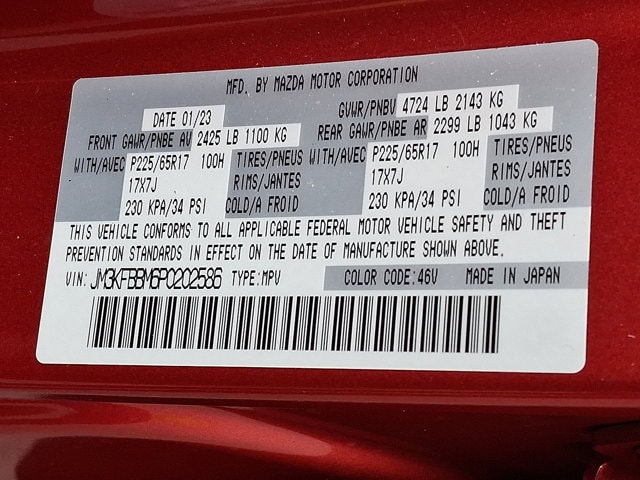 MFD. BY MAZDA MOTOR CORPORATION
DATE 01/23 GVWR/PNBV 4724 LB 2143 KG
FRONT GAWR/PNBE AV 2425 LB 1100 KG REAR GAWR/PNBE AR 2299 LB 1043 KG
WITH/AVEC P225/65R17 100H TIRES/PNEUS WITH/AVEC P225/65R17 100H TIRES/PNEUS
17X7J RIMS/JANTES 17X7J RIMS/JANTES
230 KPA/34 PSI COLD/A FROID 230 KPA/34 PSI COLD/A FROID
THIS VEHICLE CONFORMS TO ALL APPLICABLE FEDERAL MOTOR VEHICLE SAFETY AND THEFT
PREVENTION STANDARDS IN EFFECT ON THE DATE OF MANUFACTURE SHOWN ABOVE.
VIN: JM3KFBBM6P0202586 TYPE:MPV COLOR CODE:46V MADE IN JAPAN